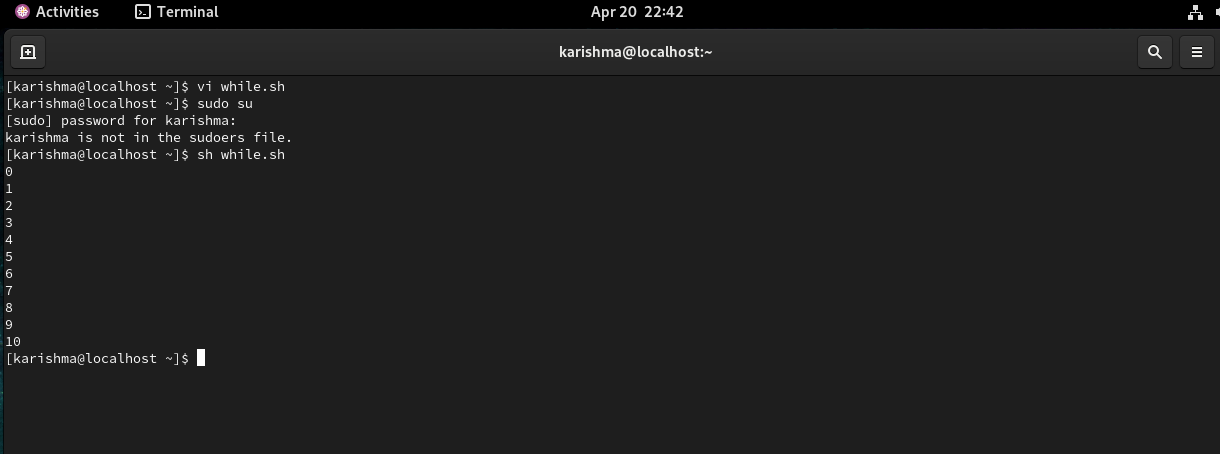 Activities Terminal Apr 20 22:42
karishma@localhost:~
[karishma@localhost ~]$ vi while.sh
[karishma@localhost ~]$ sudo su
[sudo] password for karishma:
karishma is not in the sudoers file.
[karishma@localhost ~]$ sh while.sh
0
1
2
3
4
5
6
7
8
9
10
[karishma@localhost ~]$